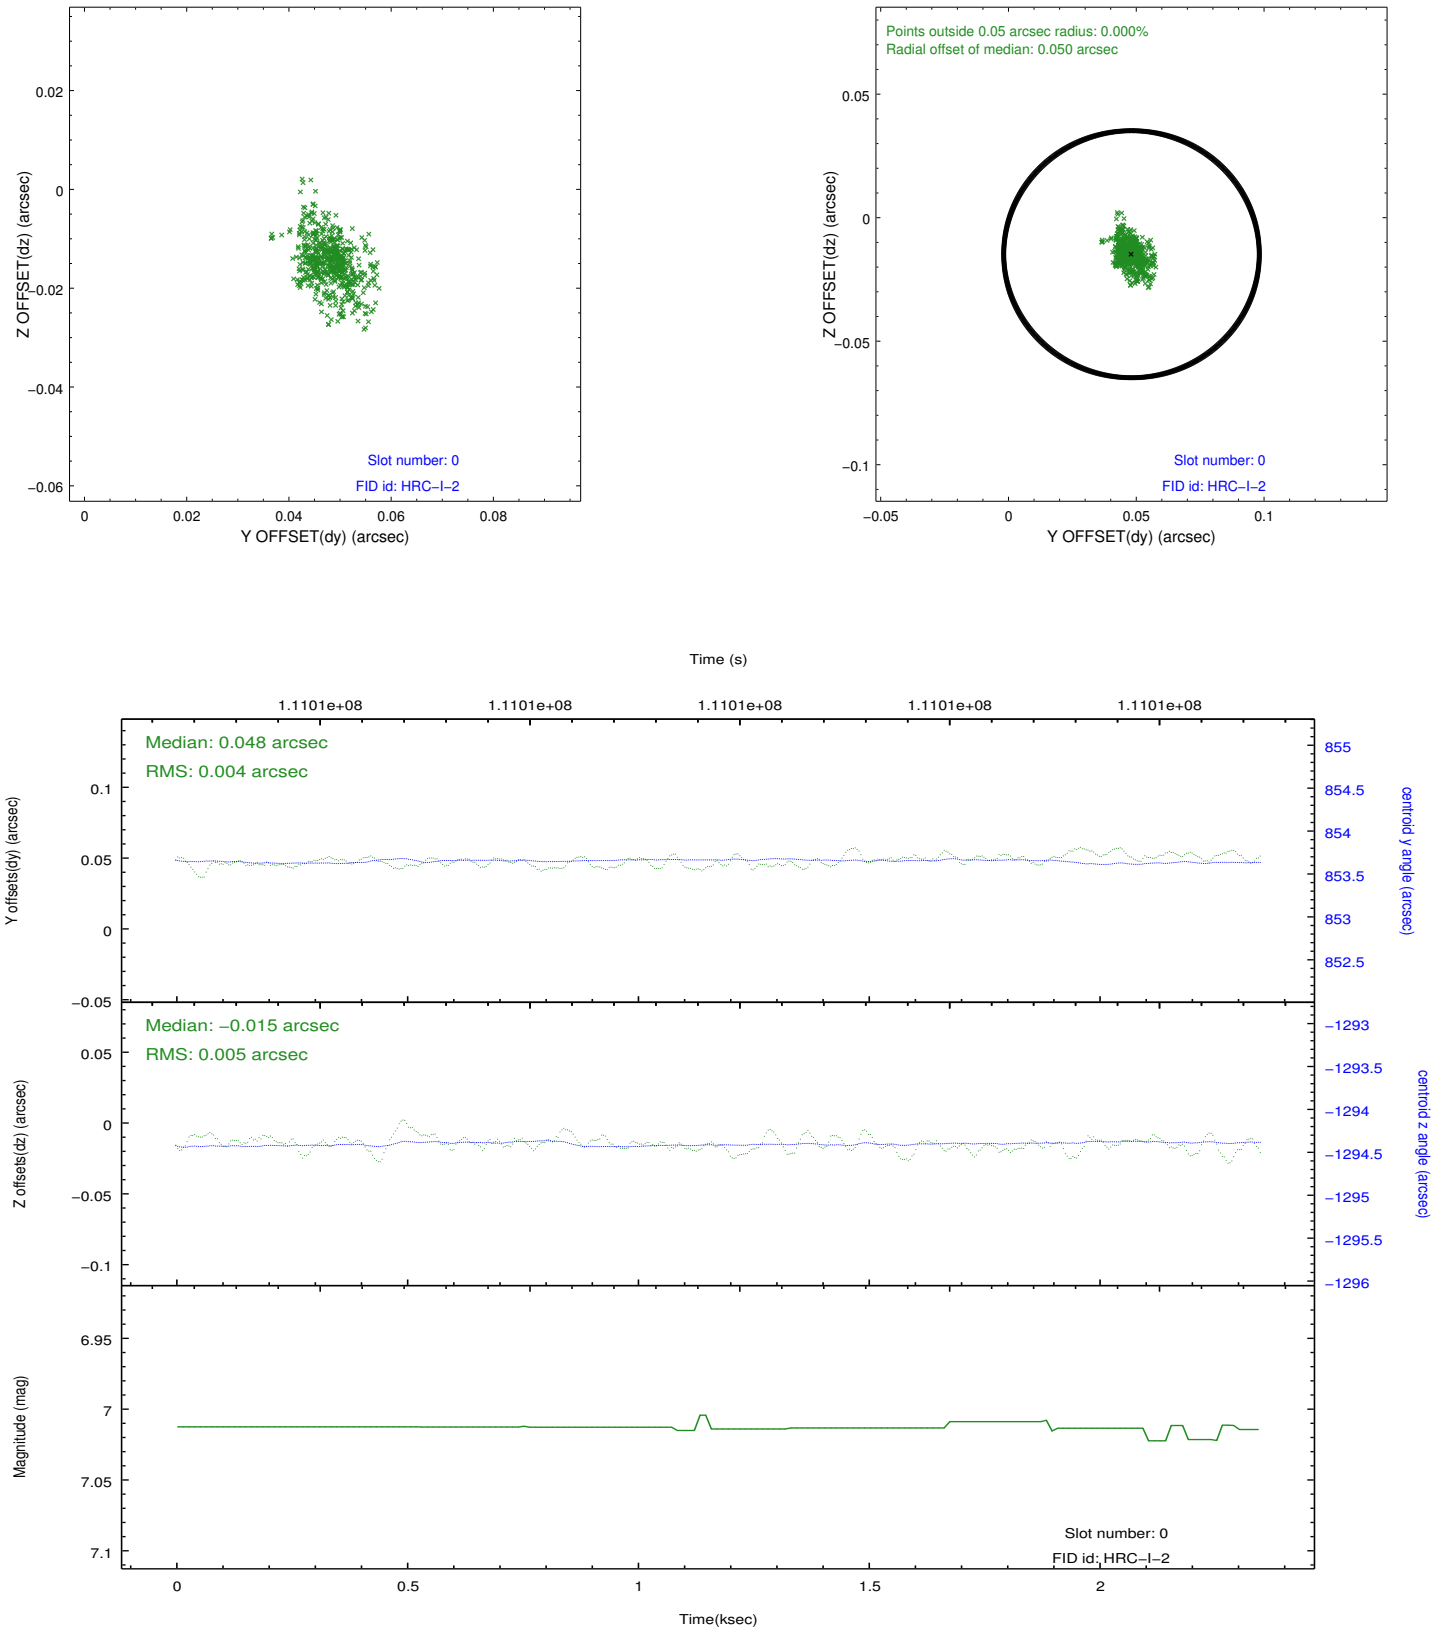 0.02
0
−0.02
−0.04
−0.06
Z OFFSET(dz) (arcsec)
Slot number: 0
FID id: HRC−I−2
0 0.02 0.04 0.06 0.08
Y OFFSET(dy) (arcsec)
Points outside 0.05 arcsec radius: 0.000%
Radial offset of median: 0.050 arcsec
0.05
0
−0.05
−0.1
Z OFFSET(dz) (arcsec)
Slot number: 0
FID id: HRC−I−2
−0.05 0 0.05 0.1
Y OFFSET(dy) (arcsec)
Time (s)
1.1101e+08 1.1101e+08 1.1101e+08 1.1101e+08 1.1101e+08
Median: 0.048 arcsec
RMS: 0.004 arcsec
0.1
0.05
0
−0.05
Y offsets(dy) (arcsec)
855
854.5
854
853.5
853
852.5
centroid y angle (arcsec)
Median: −0.015 arcsec
RMS: 0.005 arcsec
0.05
0
−0.05
−0.1
Z offsets(dz) (arcsec)
−1293
−1293.5
−1294
−1294.5
−1295
−1295.5
−1296
centroid z angle (arcsec)
6.95
7
7.05
7.1
Magnitude (mag)
Slot number: 0
FID id: HRC−I−2
0 0.5 1 1.5 2
Time(ksec)